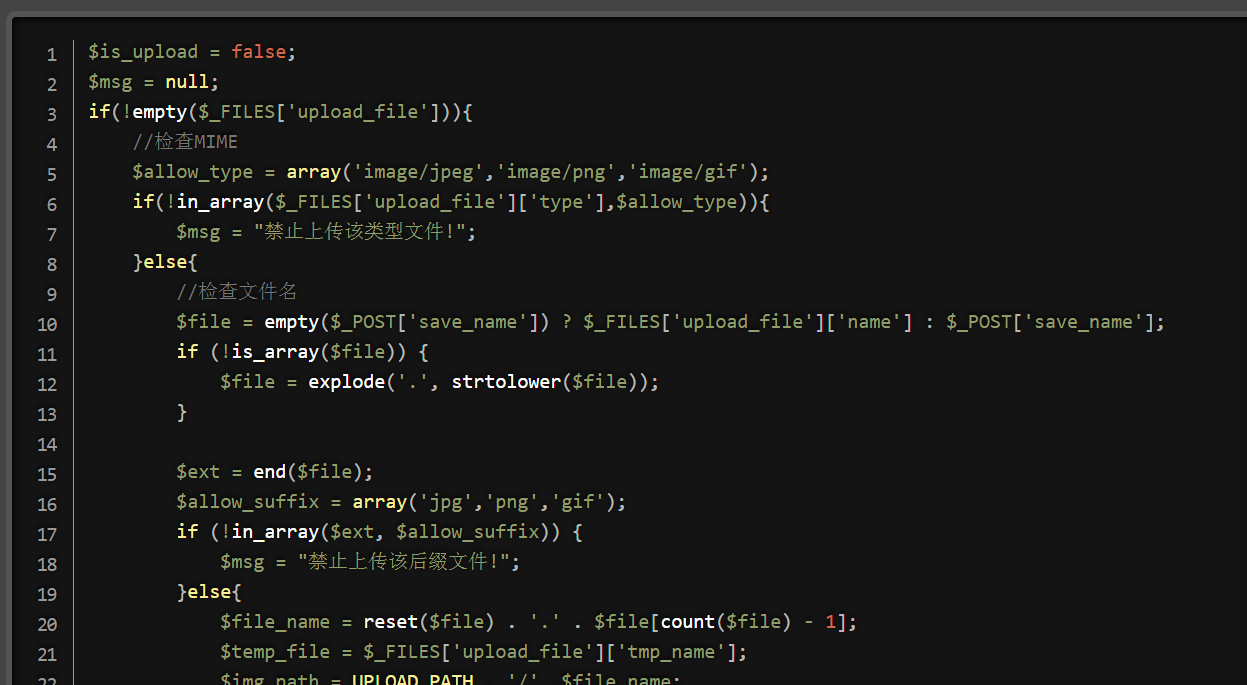 1 $is_upload = false;
2 $msg = null;
3 if(!empty($_FILES['upload_file'])){
4     //检查MIME
5     $allow_type = array('image/jpeg','image/png','image/gif');
6     if(!in_array($_FILES['upload_file']['type'],$allow_type)){
7         $msg = "禁止上传该类型文件!";
8     }else{
9         //检查文件名
10         $file = empty($_POST['save_name']) ? $_FILES['upload_file']['name'] : $_POST['save_name'];
11         if (!is_array($file)) {
12             $file = explode('.', strtolower($file));
13         }
14
15         $ext = end($file);
16         $allow_suffix = array('jpg','png','gif');
17         if (!in_array($ext, $allow_suffix)) {
18             $msg = "禁止上传该后缀文件!";
19         }else{
20             $file_name = reset($file) . '.' . $file[count($file) - 1];
21             $temp_file = $_FILES['upload_file']['tmp_name'];
22             $img_path = UPLOAD_PATH . '/' .$file_name;